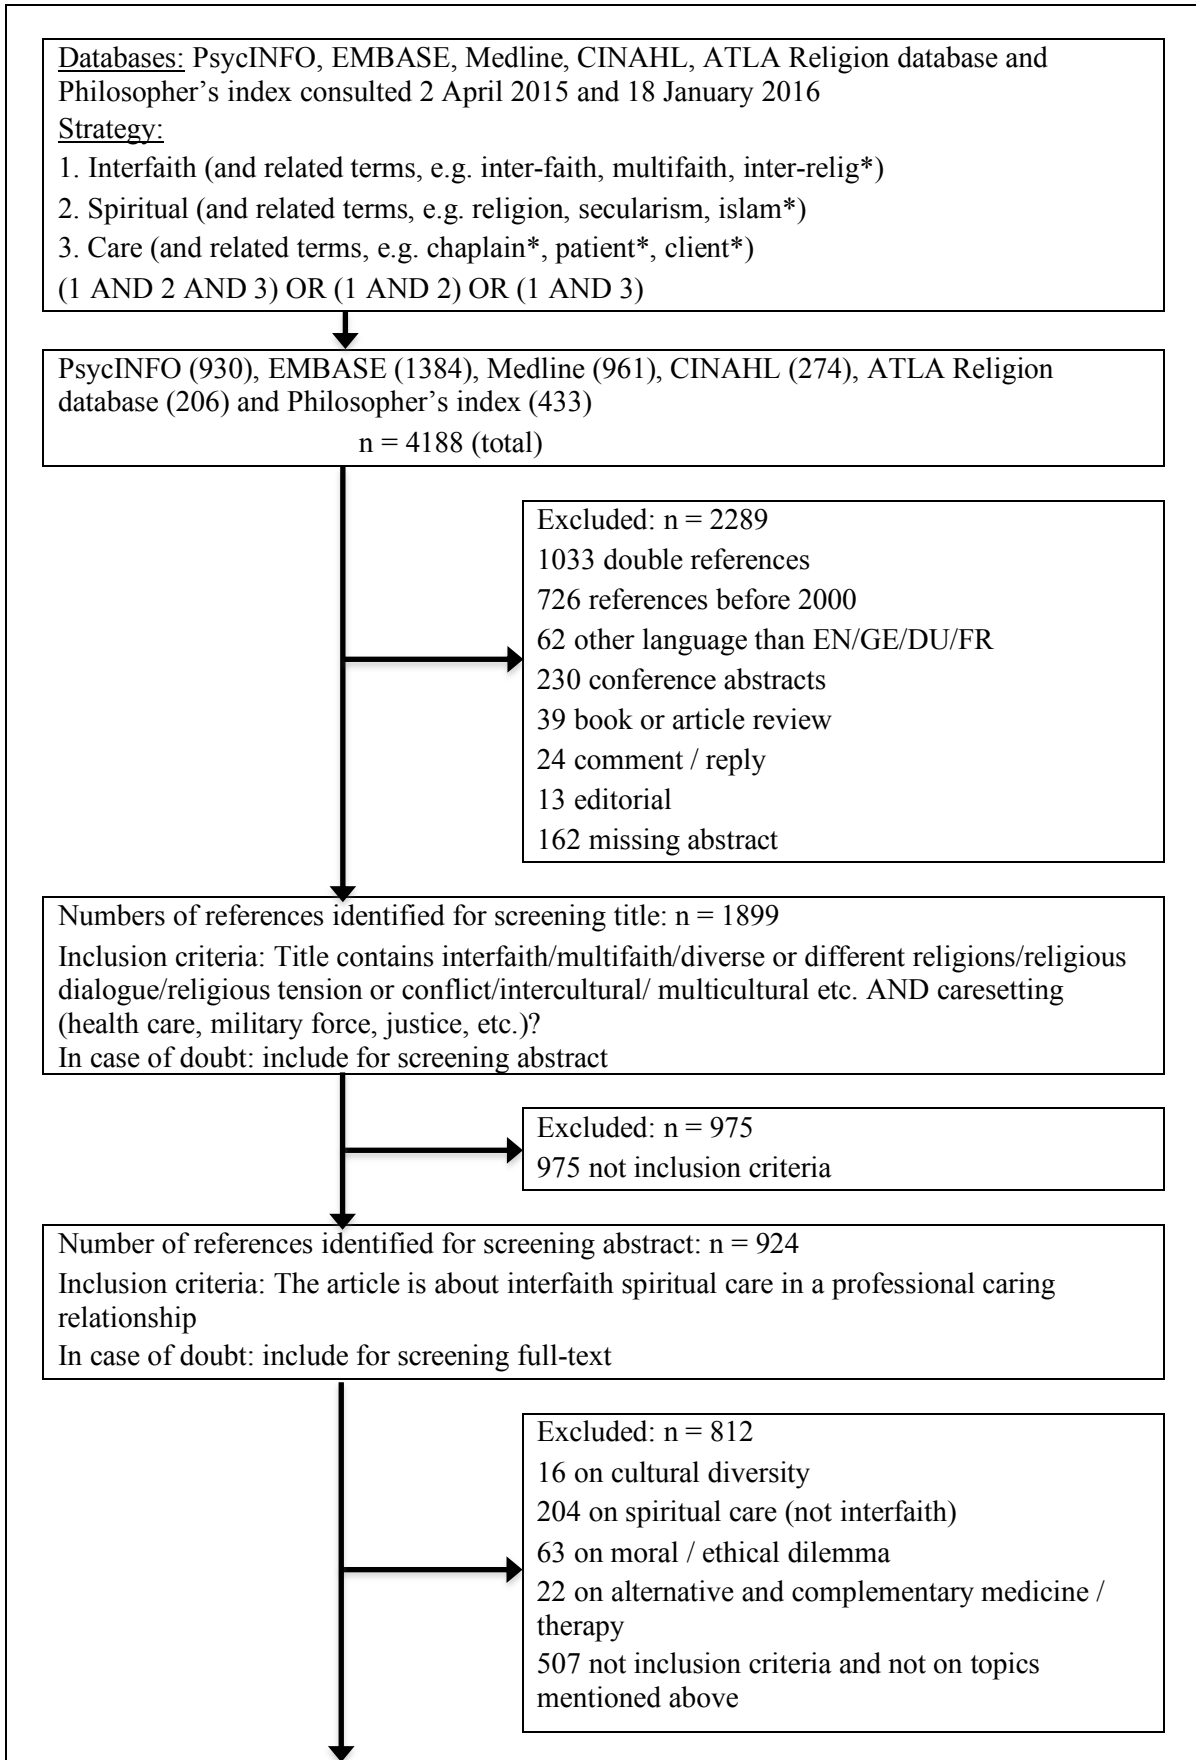 Databases: PsycINFO, EMBASE, Medline, CINAHL, ATLA Religion database and
Philosopher’s index consulted 2 April 2015 and 18 January 2016
Strategy:
1. Interfaith (and related terms, e.g. inter-faith, multifaith, inter-relig*)
2. Spiritual (and related terms, e.g. religion, secularism, islam*)
3. Care (and related terms, e.g. chaplain*, patient*, client*)
(1 AND 2 AND 3) OR (1 AND 2) OR (1 AND 3)
PsycINFO (930), EMBASE (1384), Medline (961), CINAHL (274), ATLA Religion
database (206) and Philosopher’s index (433)
n = 4188 (total)
Excluded: n = 2289
1033 double references
726 references before 2000
62 other language than EN/GE/DU/FR
230 conference abstracts
39 book or article review
24 comment / reply
13 editorial
162 missing abstract
Numbers of references identified for screening title: n = 1899
Inclusion criteria: Title contains interfaith/multifaith/diverse or different religions/religious
dialogue/religious tension or conflict/intercultural/ multicultural etc. AND caresetting
(health care, military force, justice, etc.)?
In case of doubt: include for screening abstract
Excluded: n = 975
975 not inclusion criteria
Number of references identified for screening abstract: n = 924
Inclusion criteria: The article is about interfaith spiritual care in a professional caring
relationship
In case of doubt: include for screening full-text
Excluded: n = 812
16 on cultural diversity
204 on spiritual care (not interfaith)
63 on moral / ethical dilemma
22 on alternative and complementary medicine /
therapy
507 not inclusion criteria and not on topics
mentioned above